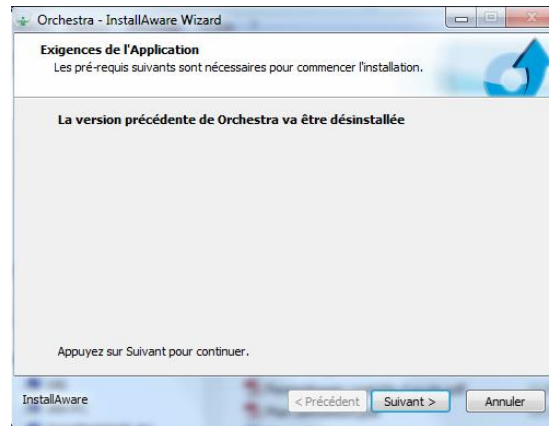 Orchestra - InstallAware Wizard
Exigences de l'Application
Les pré-requis suivants sont nécessaires pour commencer l'installation.
La version précédente de Orchestra va être désinstallée
Appuyez sur Suivant pour continuer.
InstallAware
< Précédent
Suivant >
Annuler